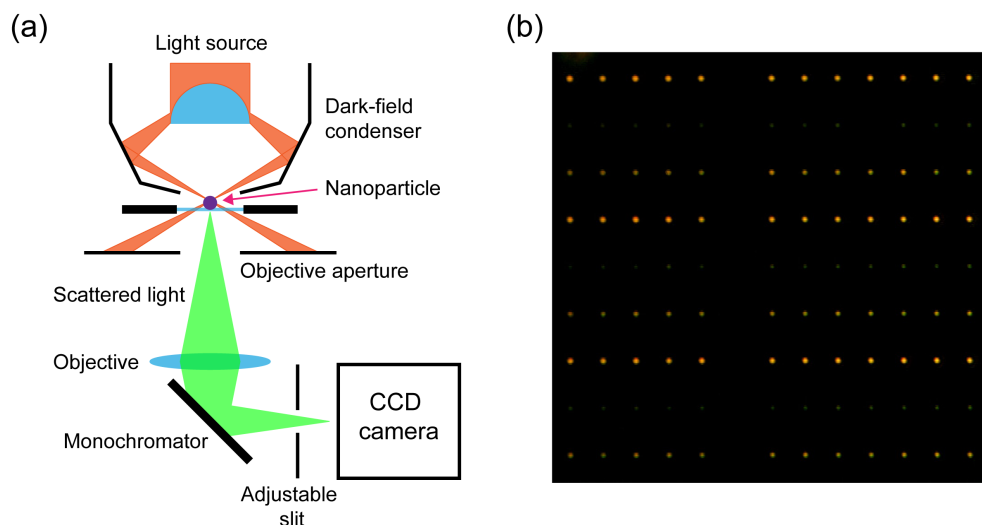 (a)
Light source
Dark-field
condenser
Nanoparticle
Objective aperture
Scattered light
Objective
Monochromator
CCD
camera
Adjustable
slit
(b)